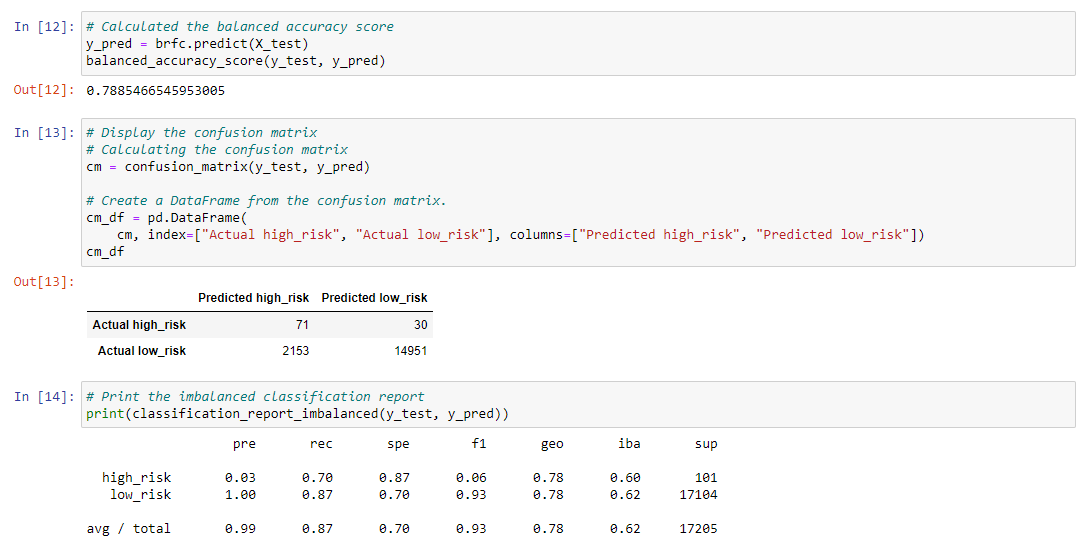 In [12]: # Calculated the balanced accuracy score
y_pred = brfc.predict(X_test)
balanced_accuracy_score(y_test, y_pred)
Out[12]: 0.7885466545953005
In [13]: # Display the confusion matrix
# Calculating the confusion matrix
cm = confusion_matrix(y_test, y_pred)
# Create a DataFrame from the confusion matrix.
cm_df = pd.DataFrame(
cm, index=["Actual high_risk", "Actual low_risk"], columns=["Predicted high_risk", "Predicted low_risk"])
cm_df
Out[13]:
Predicted high_risk Predicted low_risk
Actual high_risk 71 30
Actual low_risk 2153 14951
In [14]: # Print the imbalanced classification report
print(classification_report_imbalanced(y_test, y_pred))
pre rec spe f1 geo iba sup
high_risk 0.03 0.70 0.87 0.06 0.78 0.60 101
low_risk 1.00 0.87 0.70 0.93 0.78 0.62 17104
avg / total 0.99 0.87 0.70 0.93 0.78 0.62 17205